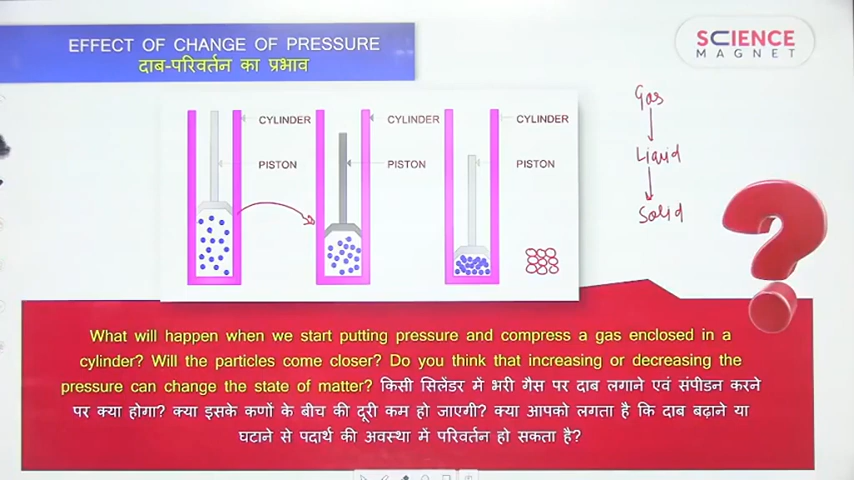 EFFECT OF CHANGE OF PRESSURE
दाब-परिवर्तन का प्रभाव
SCIENCE
MAGNET
CYLINDER
PISTON
CYLINDER
PISTON
CYLINDER
PISTON
Gas
Liquid
Solid
What will happen when we start putting pressure and compress a gas enclosed in a
cylinder? Will the particles come closer? Do you think that increasing or decreasing the
pressure can change the state of matter? किसी सिलेंडर में भरी गैस पर दाब लगाने एवं संपीडन करने
पर क्या होगा? क्या इसके कणों के बीच की दूरी कम हो जाएगी? क्या आपको लगता है कि दाब बढ़ाने या
घटाने से पदार्थ की अवस्था में परिवर्तन हो सकता है?